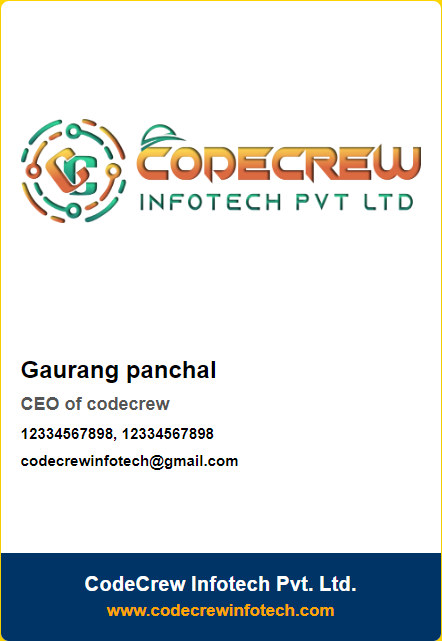 CODECREW
INFOTECH PVT LTD
Gaurang panchal
CEO of codecrew
12334567898, 12334567898
codecrewinfotech@gmail.com
CodeCrew Infotech Pvt. Ltd.
www.codecrewinfotech.com